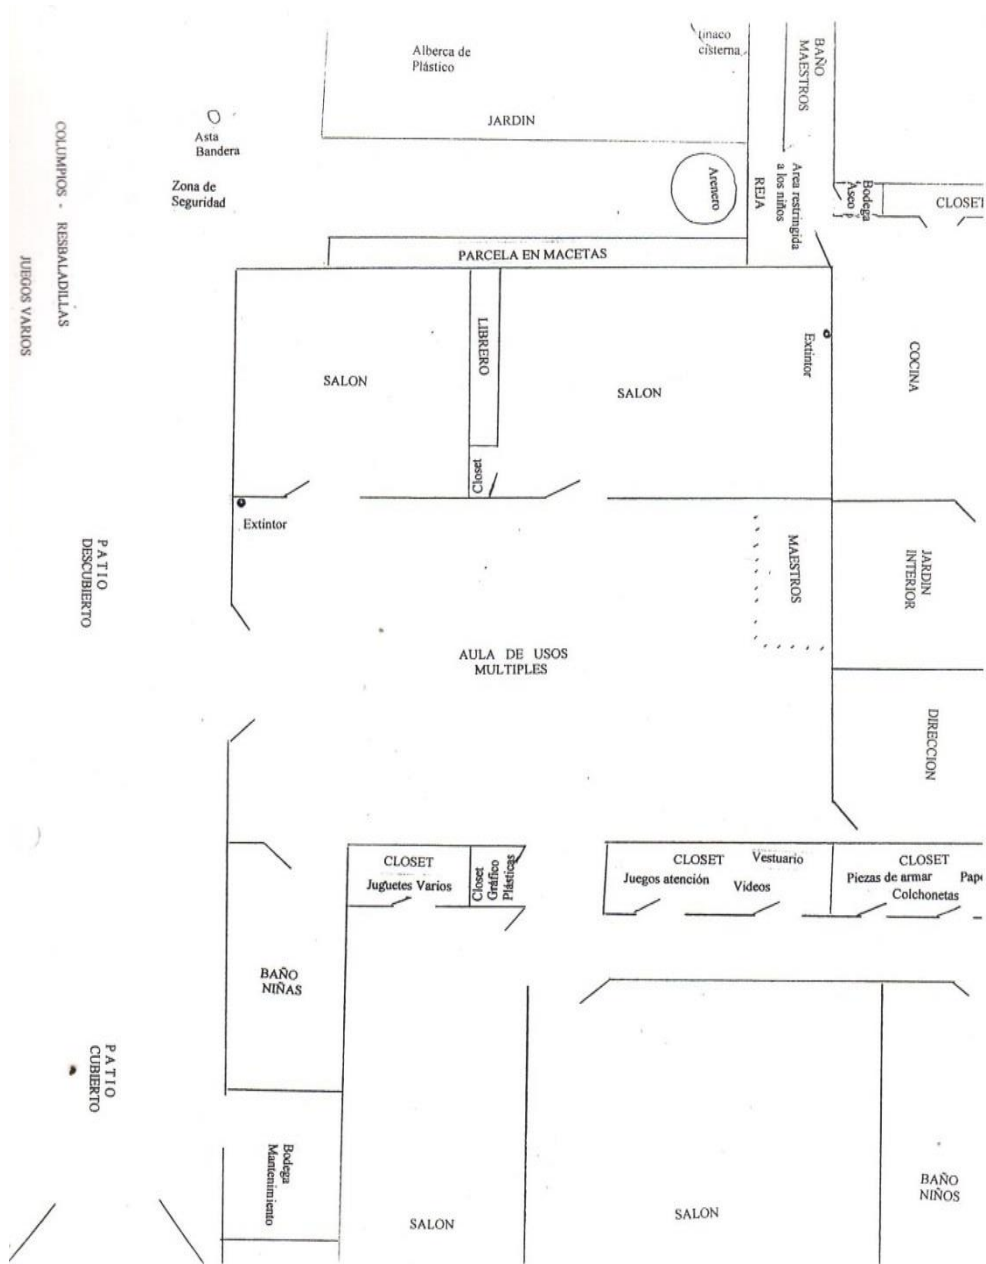 Alberca de
Plástico
tinaco
cisterna
BAÑO
MAESTROS
JARDIN
Asta
Bandera
Zona de
Seguridad
COLUMPIOS - RESBALADILLAS
JUEGOS VARIOS
Arenero
REJA
Area restringida
a los niños
Bodega
Aseo
CLOSET
PARCELA EN MACETAS
LIBRERO
SALON
SALON
Extintor
COCINA
Closet
Extintor
PATIO
DESCUBIERTO
MAESTROS
JARDIN
INTERIOR
AULA DE USOS
MULTIPLES
DIRECCION
CLOSET
Juguetes Varios
Closet
Gráfico
Plásticas
CLOSET
Vestuario
Juegos atención
Videos
CLOSET
Piezas de armar
Pape
Colchonetas
BAÑO
NIÑAS
PATIO
CUBIERTO
Bodega
Mantenimiento
SALON
SALON
BAÑO
NIÑOS